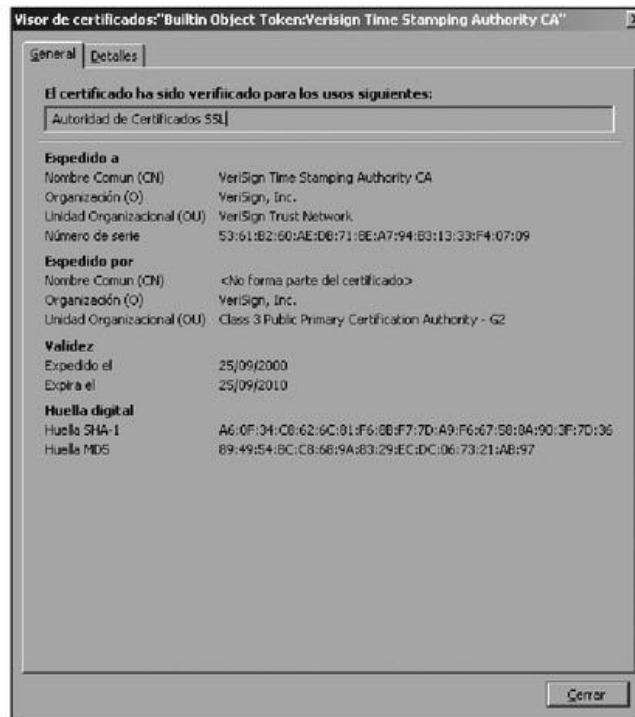 Visor de certificados:"Builtin Object Token:Verisign Time Stamping Authority CA"
General Detalles
El certificado ha sido verifiicado para los usos siguientes:
Autoridad de Certificados SSL
Expedido a
Nombre Comun (CN) VeriSign Time Stamping Authority CA
Organización (O) VeriSign, Inc.
Unidad Organizacional (OU) VeriSign Trust Network
Número de serie 53:61:B2:60:AE:DB:71:8E:A7:94:B3:13:33:F4:07:09
Expedido por
Nombre Comun (CN) <No forma parte del certificado>
Organización (O) VeriSign, Inc.
Unidad Organizacional (OU) Class 3 Public Primary Certification Authority - G2
Validez
Expedido el 25/09/2000
Expira el 25/09/2010
Huella digital
Huella SHA-1 A6:0F:34:C8:62:6C:81:F6:8B:F7:7D:A9:F6:67:58:8A:90:3F:7D:36
Huella MD5 89:49:54:8C:C8:68:9A:83:29:EC:DC:06:73:21:AB:97
Cerrar